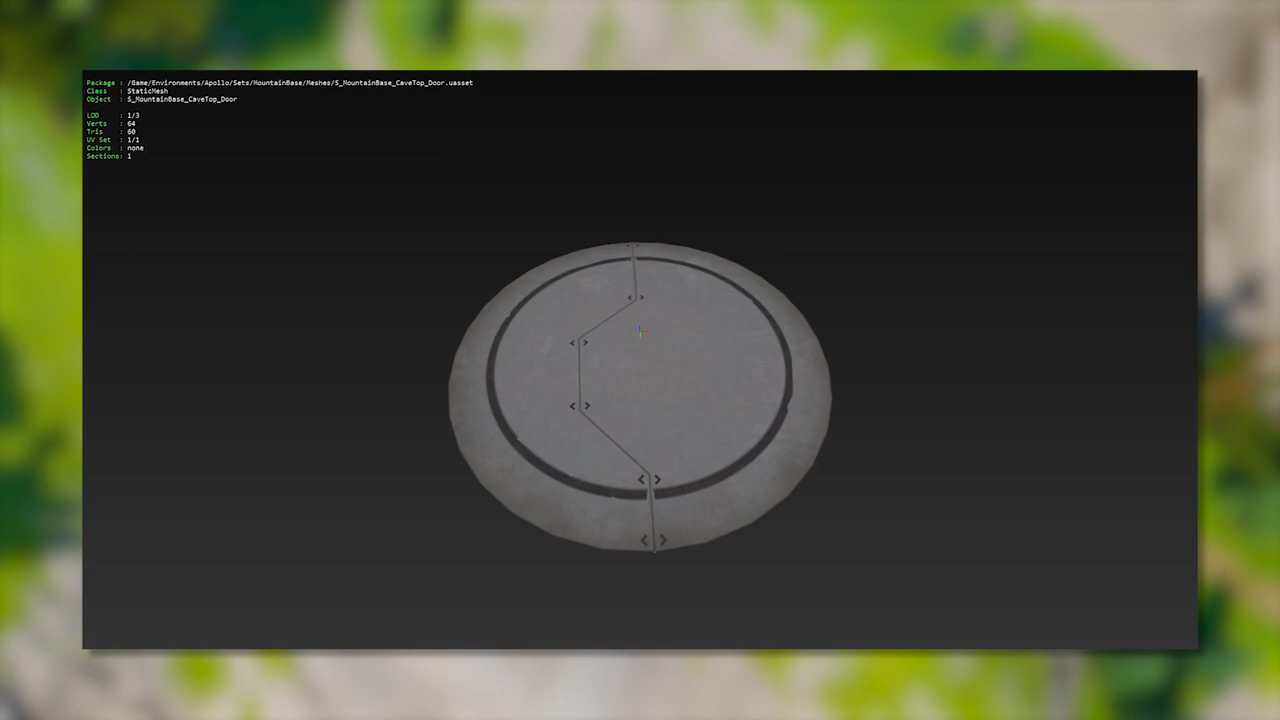 Package : /Game/Environments/Apollo/Sets/MountainBase/Meshes/S_MountainBase_CaveTop_Door.uasset
Class : StaticMesh
Object : S_MountainBase_CaveTop_Door
LOD : 1/3
Verts : 64
Tris : 60
UV Set : 1/1
Colors : none
Sections: 1